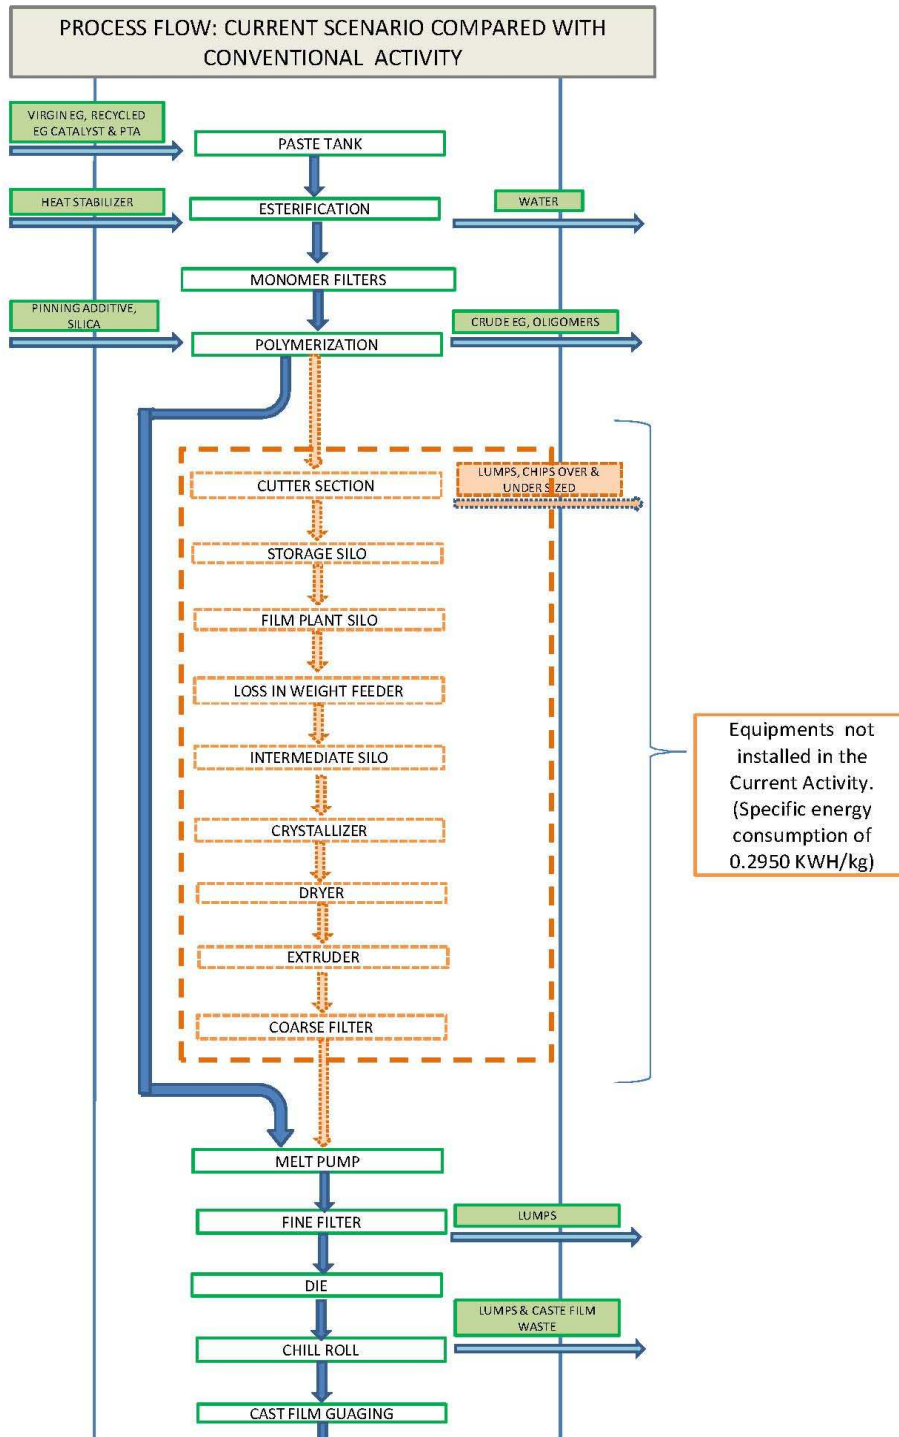 PROCESS FLOW: CURRENT SCENARIO COMPARED WITH
CONVENTIONAL ACTIVITY
VIRGIN EG, RECYCLED
EG CATALYST & PTA
PASTE TANK
HEAT STABILIZER
ESTERIFICATION
WATER
MONOMER FILTERS
PINNING ADDITIVE,
SILICA
POLYMERIZATION
CRUDE EG, OLIGOMERS
CUTTER SECTION
LUMPS, CHIPS OVER &
UNDER SIZED
STORAGE SILO
FILM PLANT SILO
LOSS IN WEIGHT FEEDER
INTERMEDIATE SILO
CRYSTALLIZER
DRYER
EXTRUDER
COARSE FILTER
Equipments not
installed in the
Current Activity.
(Specific energy
consumption of
0.2950 KWH/kg)
MELT PUMP
FINE FILTER
LUMPS
DIE
LUMPS & CASTE FILM
WASTE
CHILL ROLL
CAST FILM GUAGING